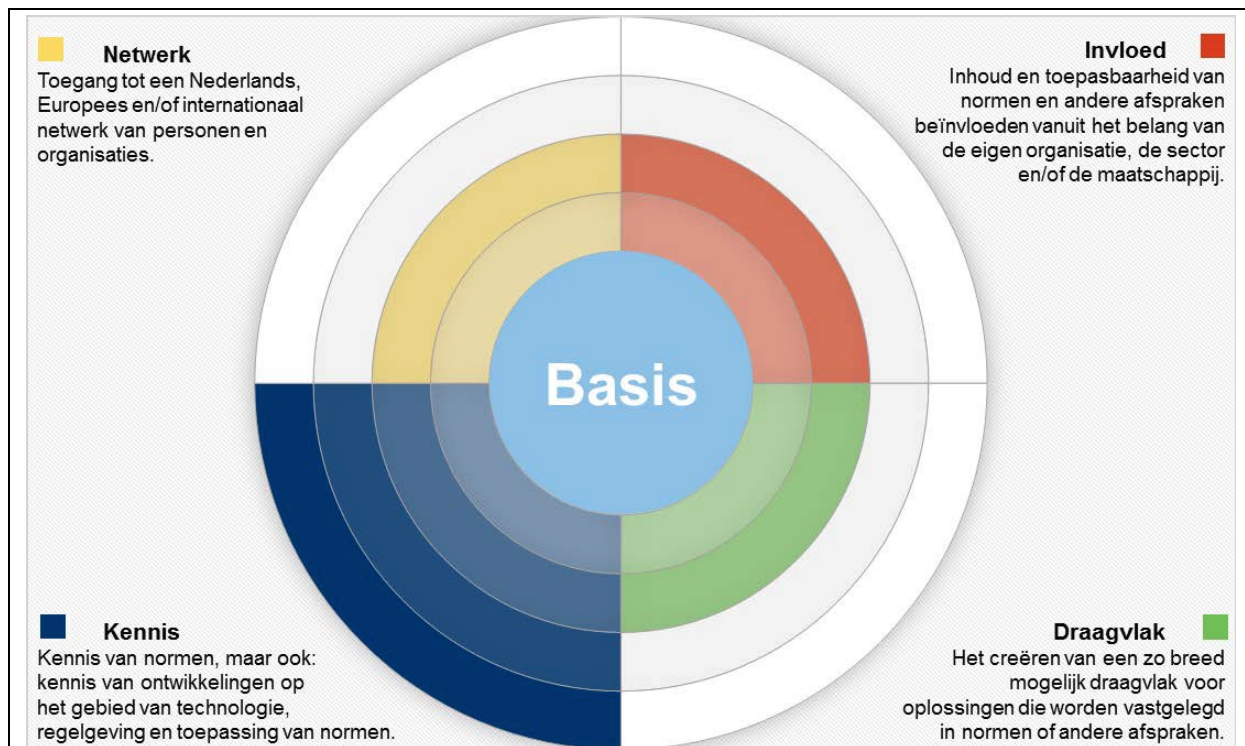 Netwerk
Toegang tot een Nederlands,
Europees en/of internationaal
netwerk van personen en
organisaties.
Invloed
Inhoud en toepasbaarheid van
normen en andere afspraken
beïnvloeden vanuit het belang van
de eigen organisatie, de sector
en/of de maatschappij.
Basis
Kennis
Kennis van normen, maar ook:
kennis van ontwikkelingen op
het gebied van technologie,
regelgeving en toepassing van normen.
Draagvlak
Het creëren van een zo breed
mogelijk draagvlak voor
oplossingen die worden vastgelegd
in normen of andere afspraken.